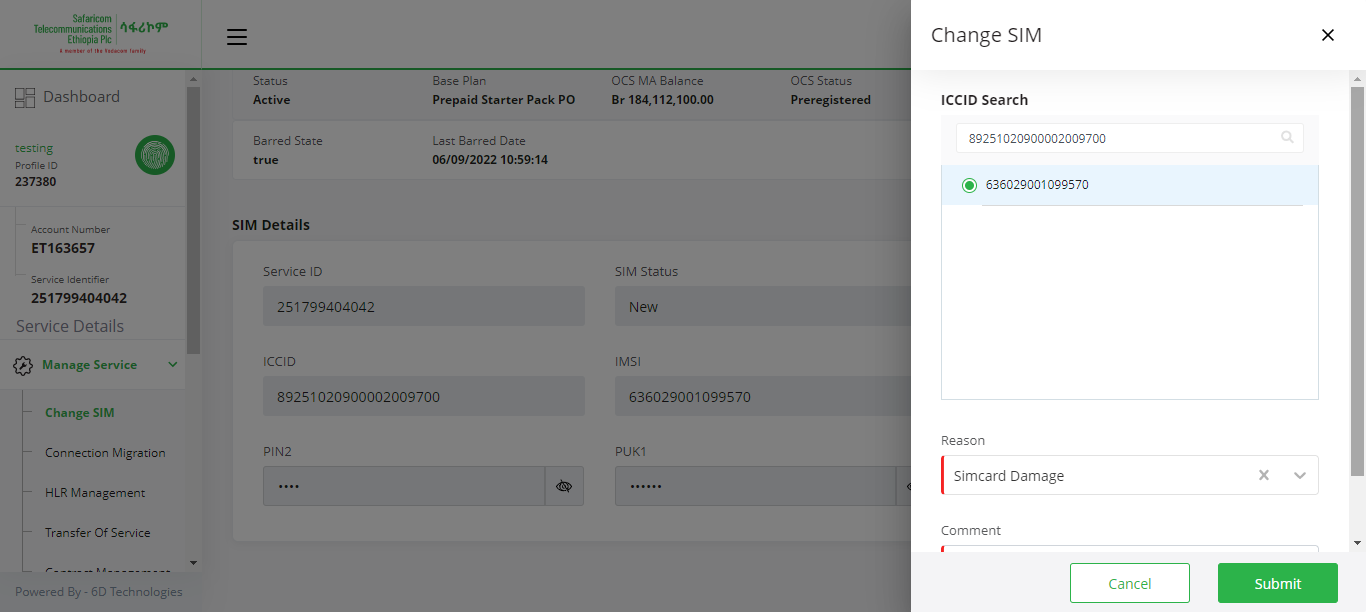 Safaricom
Telecommunications
Ethiopia Plc
ሳፋሪኮም
A member of the Vodacom family
Dashboard
testing
Profile ID
237380
Account Number
ET163657
Service Identifier
251799404042
Service Details
Manage Service
Change SIM
Connection Migration
HLR Management
Transfer Of Service
Contract Management
Powered By - 6D Technologies
Status
Active
Base Plan
Prepaid Starter Pack PO
OCS MA Balance
Br 184,112,100.00
OCS Status
Preregistered
Barred State
true
Last Barred Date
06/09/2022 10:59:14
SIM Details
Service ID
251799404042
SIM Status
New
ICCID
89251020900002009700
IMSI
636029001099570
PIN2
••••
PUK1
••••••
Change SIM
ICCID Search
89251020900002009700
636029001099570
Reason
Simcard Damage
Comment
Cancel
Submit